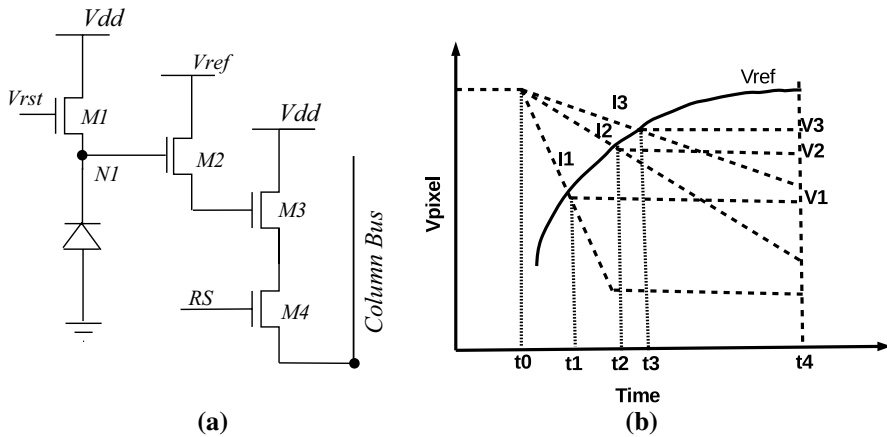 Vdd
Vref
Vrst
M1
Vdd
M2
N1
M3
RS
M4
Column Bus
(a)
Vref
I3
I2
I1
V3
V2
V1
Vpixel
t0
t1
t2
t3
t4
Time
(b)